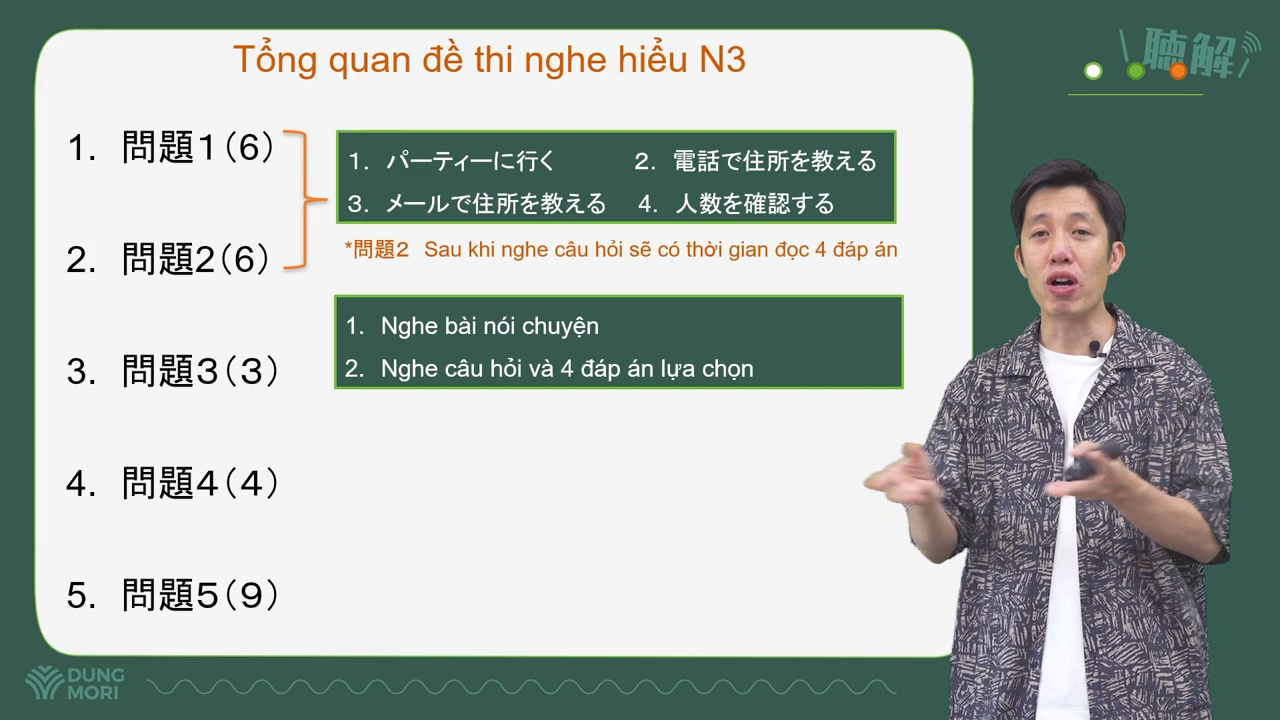 Tổng quan đề thi nghe hiểu N3
聴解
1. 問題１（６）
1. パーティーに行く 2. 電話で住所を教える
3. メールで住所を教える 4. 人数を確認する
2. 問題２（６）
*問題２ Sau khi nghe câu hỏi sẽ có thời gian đọc 4 đáp án
1. Nghe bài nói chuyện
2. Nghe câu hỏi và 4 đáp án lựa chọn
3. 問題３（３）
4. 問題４（４）
5. 問題５（９）
DUNG
MORI